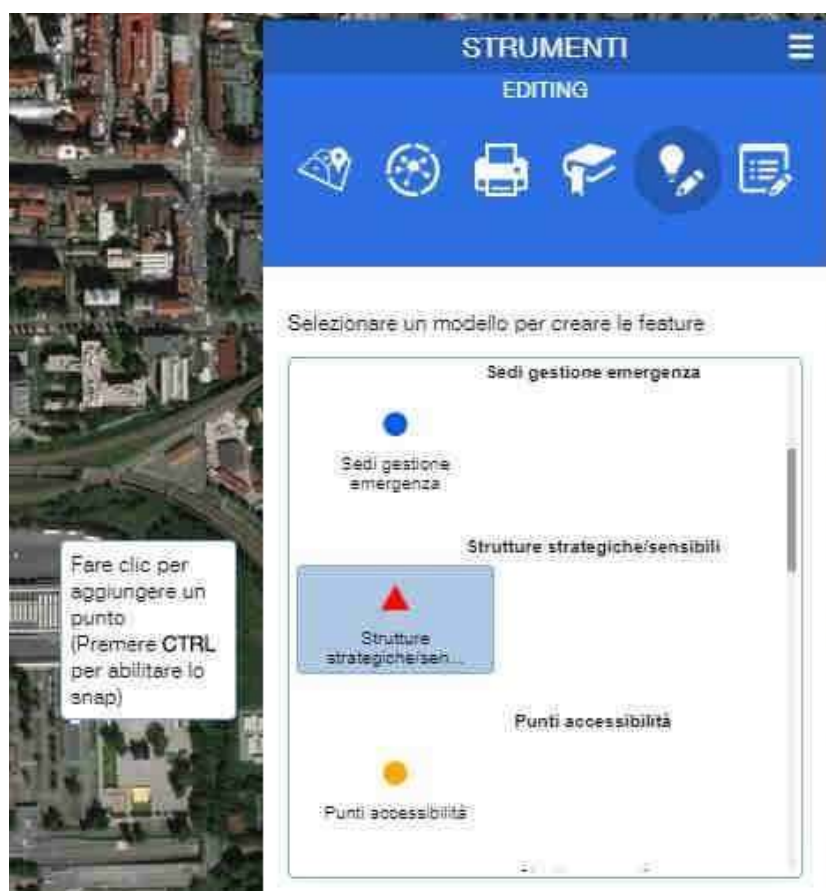 STRUMENTI
EDITING
Selezionare un modello per creare le feature
Sedi gestione emergenza
Sedi gestione
emergenza
Strutture strategiche/sensibili
Strutture
strategiche/sen...
Punti accessibilità
Punti accessibilità
Fare clic per
aggiungere un
punto
(Premere CTRL
per abilitare lo
snap)